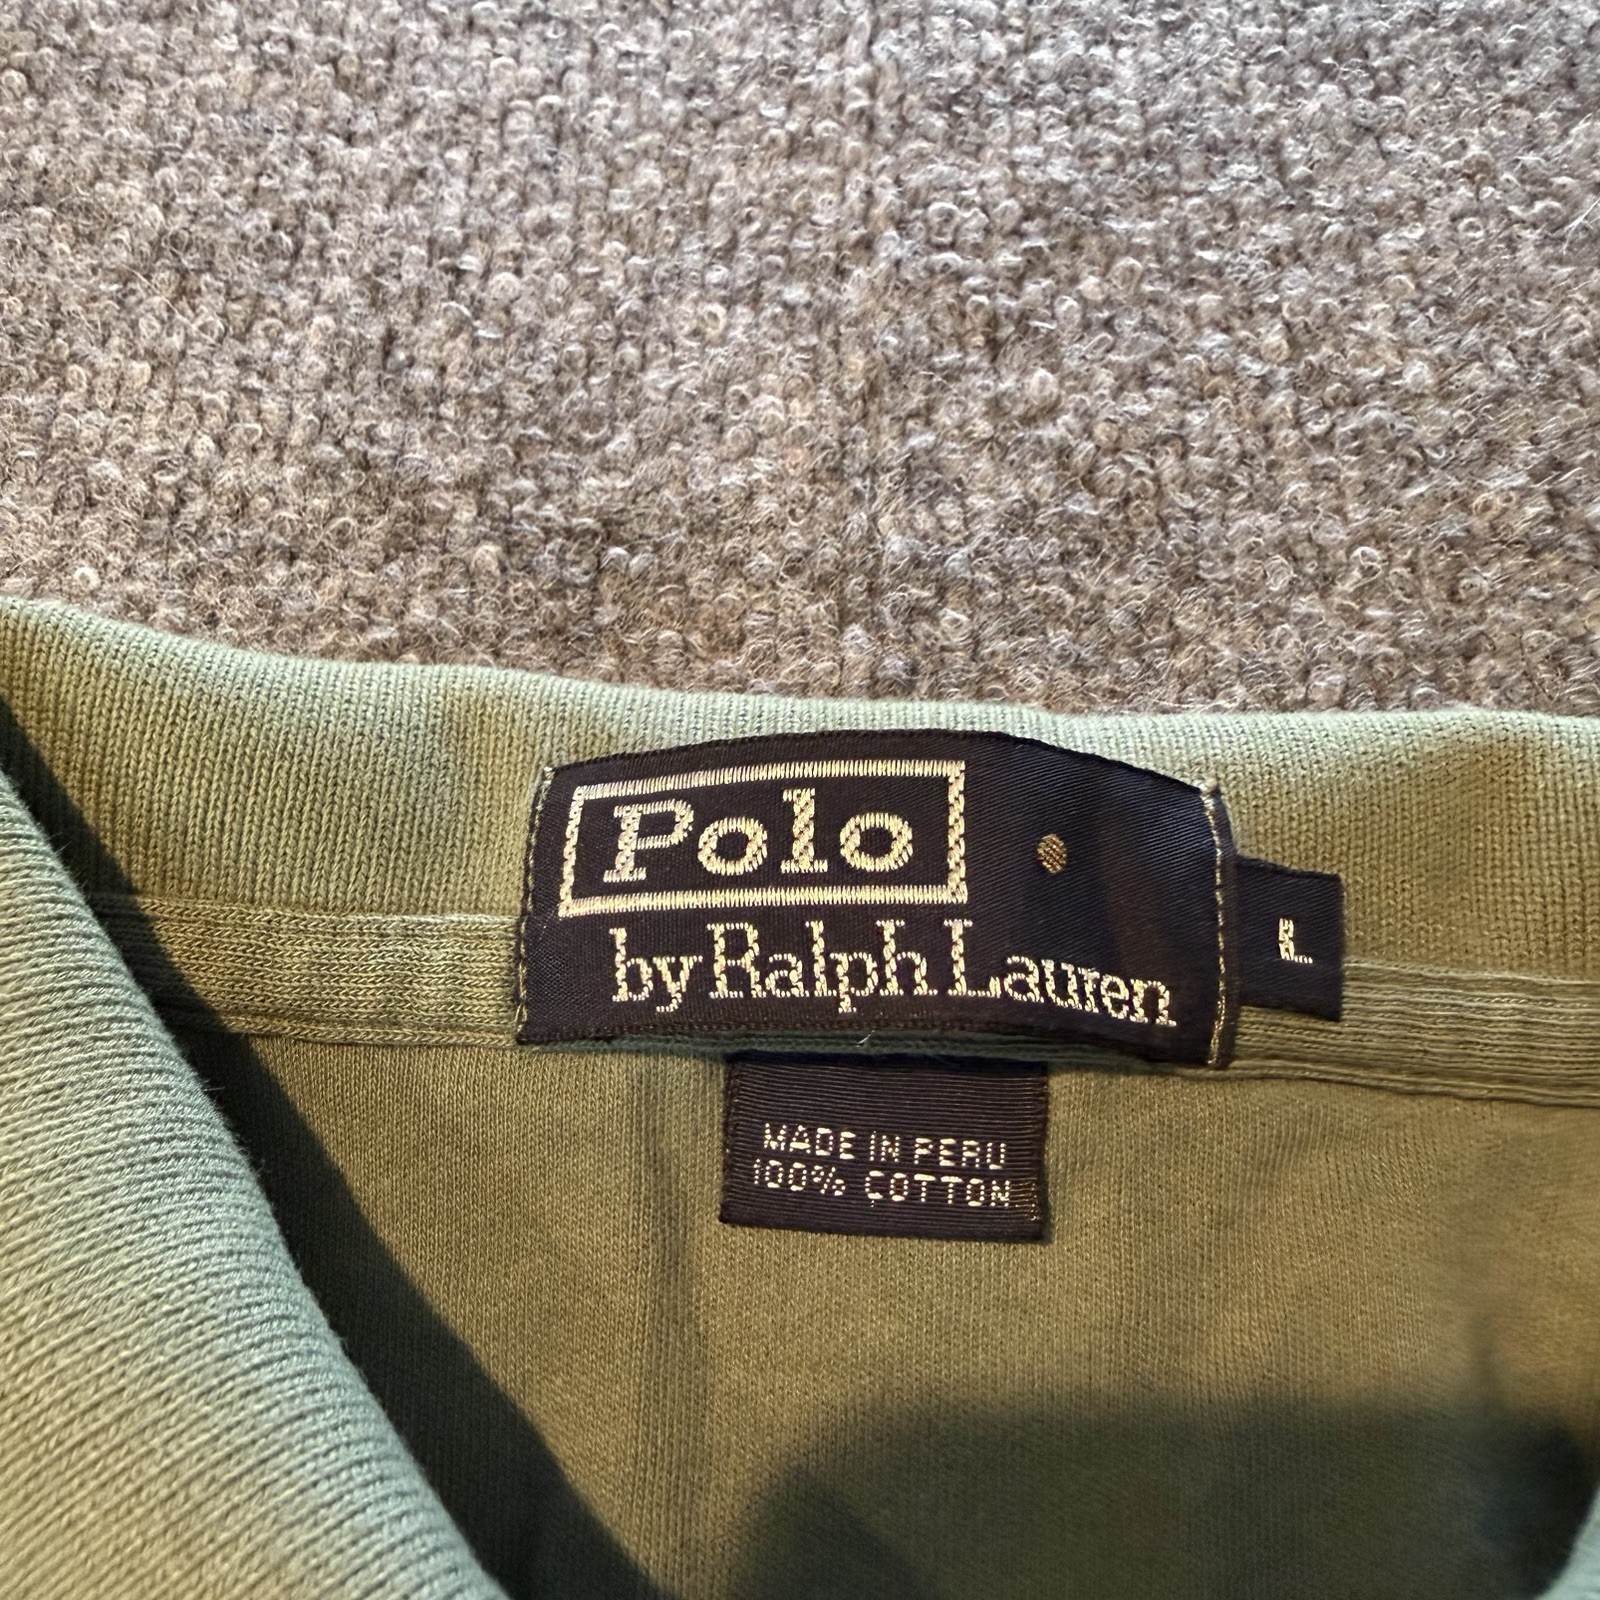 Polo
by Ralph Lauren
L
MADE IN PERU
100% COTTON